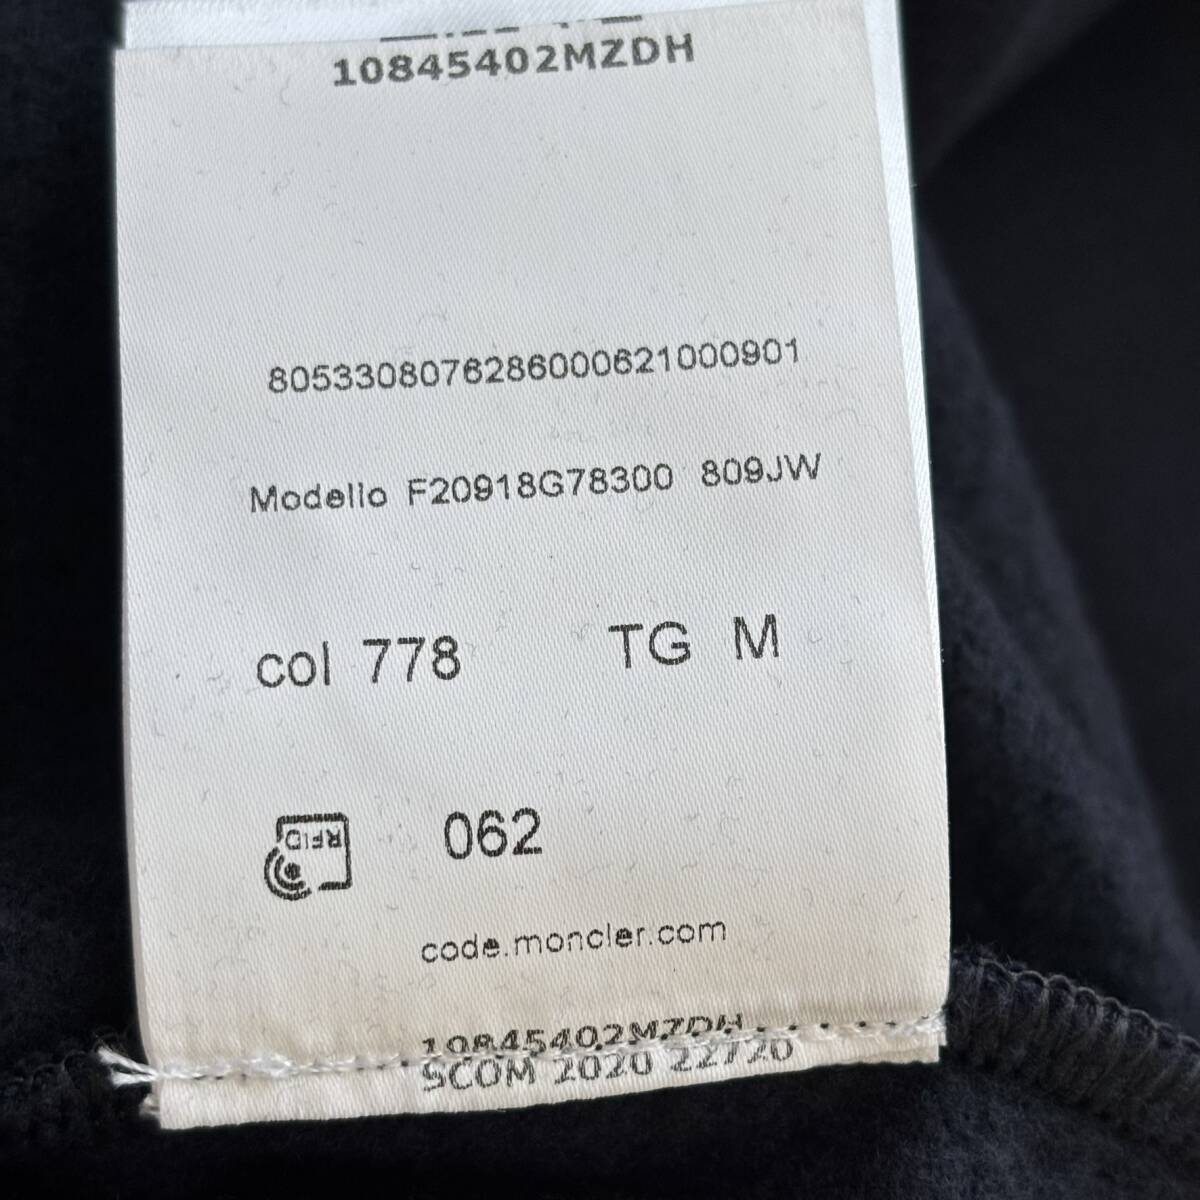 10845402MZDH
8053308076286000621000901
Modello F20918G78300 809JW
col 778 TG M
RFID 062
code.moncler.com
10845402MZDH
SCOM 2020 22720